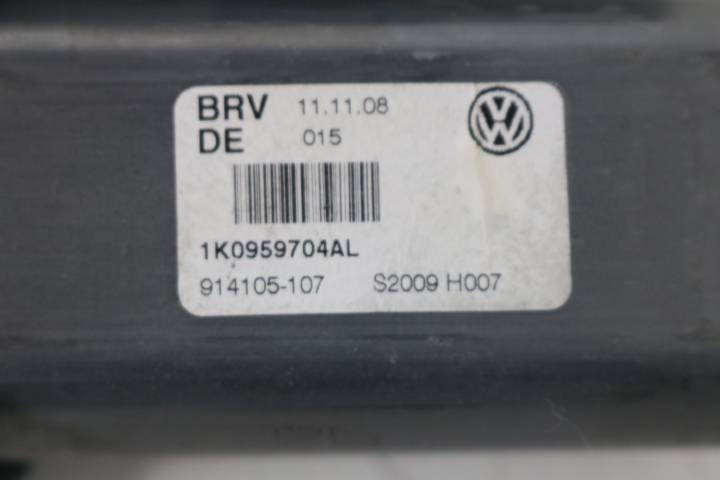 BRV 11.11.08
DE 015
1K0959704AL
914105-107 S2009 H007